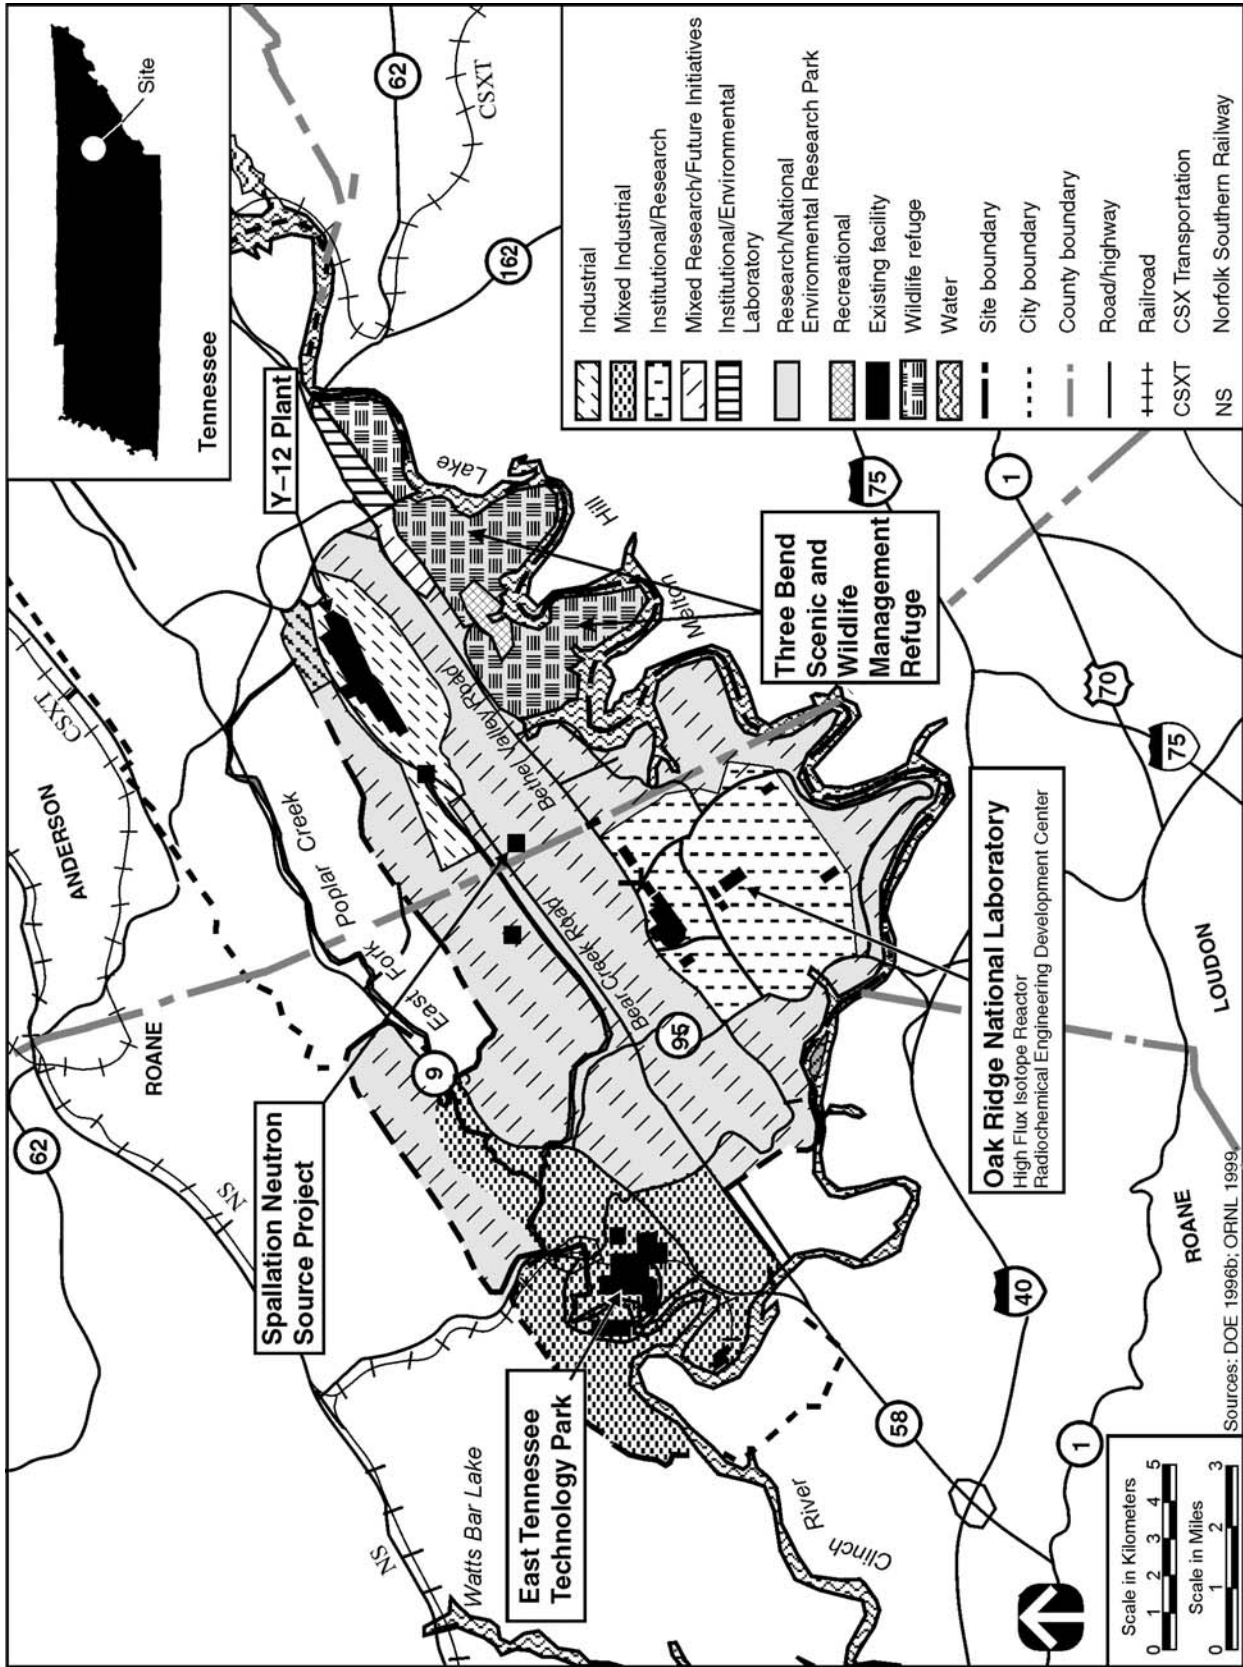 Tennessee
Site
62
CSXT
162
Y-12 Plant
CSXT
ANDERSON
62
ROANE
NS
NS
Watts Bar Lake
Spallation Neutron
Source Project
East Fork Poplar Creek
9
Bethel Valley Road
Bear Creek Road
95
Melton Hill Lake
East Tennessee
Technology Park
Three Bend
Scenic and
Wildlife
Management
Refuge
Oak Ridge National Laboratory
High Flux Isotope Reactor
Radiochemical Engineering Development Center
75
1
70
75
LOUDON
ROANE
40
58
1
Clinch River
Industrial
Mixed Industrial
Institutional/Research
Mixed Research/Future Initiatives
Institutional/Environmental
Laboratory
Research/National
Environmental Research Park
Recreational
Existing facility
Wildlife refuge
Water
Site boundary
City boundary
County boundary
Road/highway
Railroad
CSXT CSX Transportation
NS Norfolk Southern Railway
Scale in Kilometers
0 1 2 3 4 5
Scale in Miles
0 1 2 3
Sources: DOE 1996b; ORNL 1999.